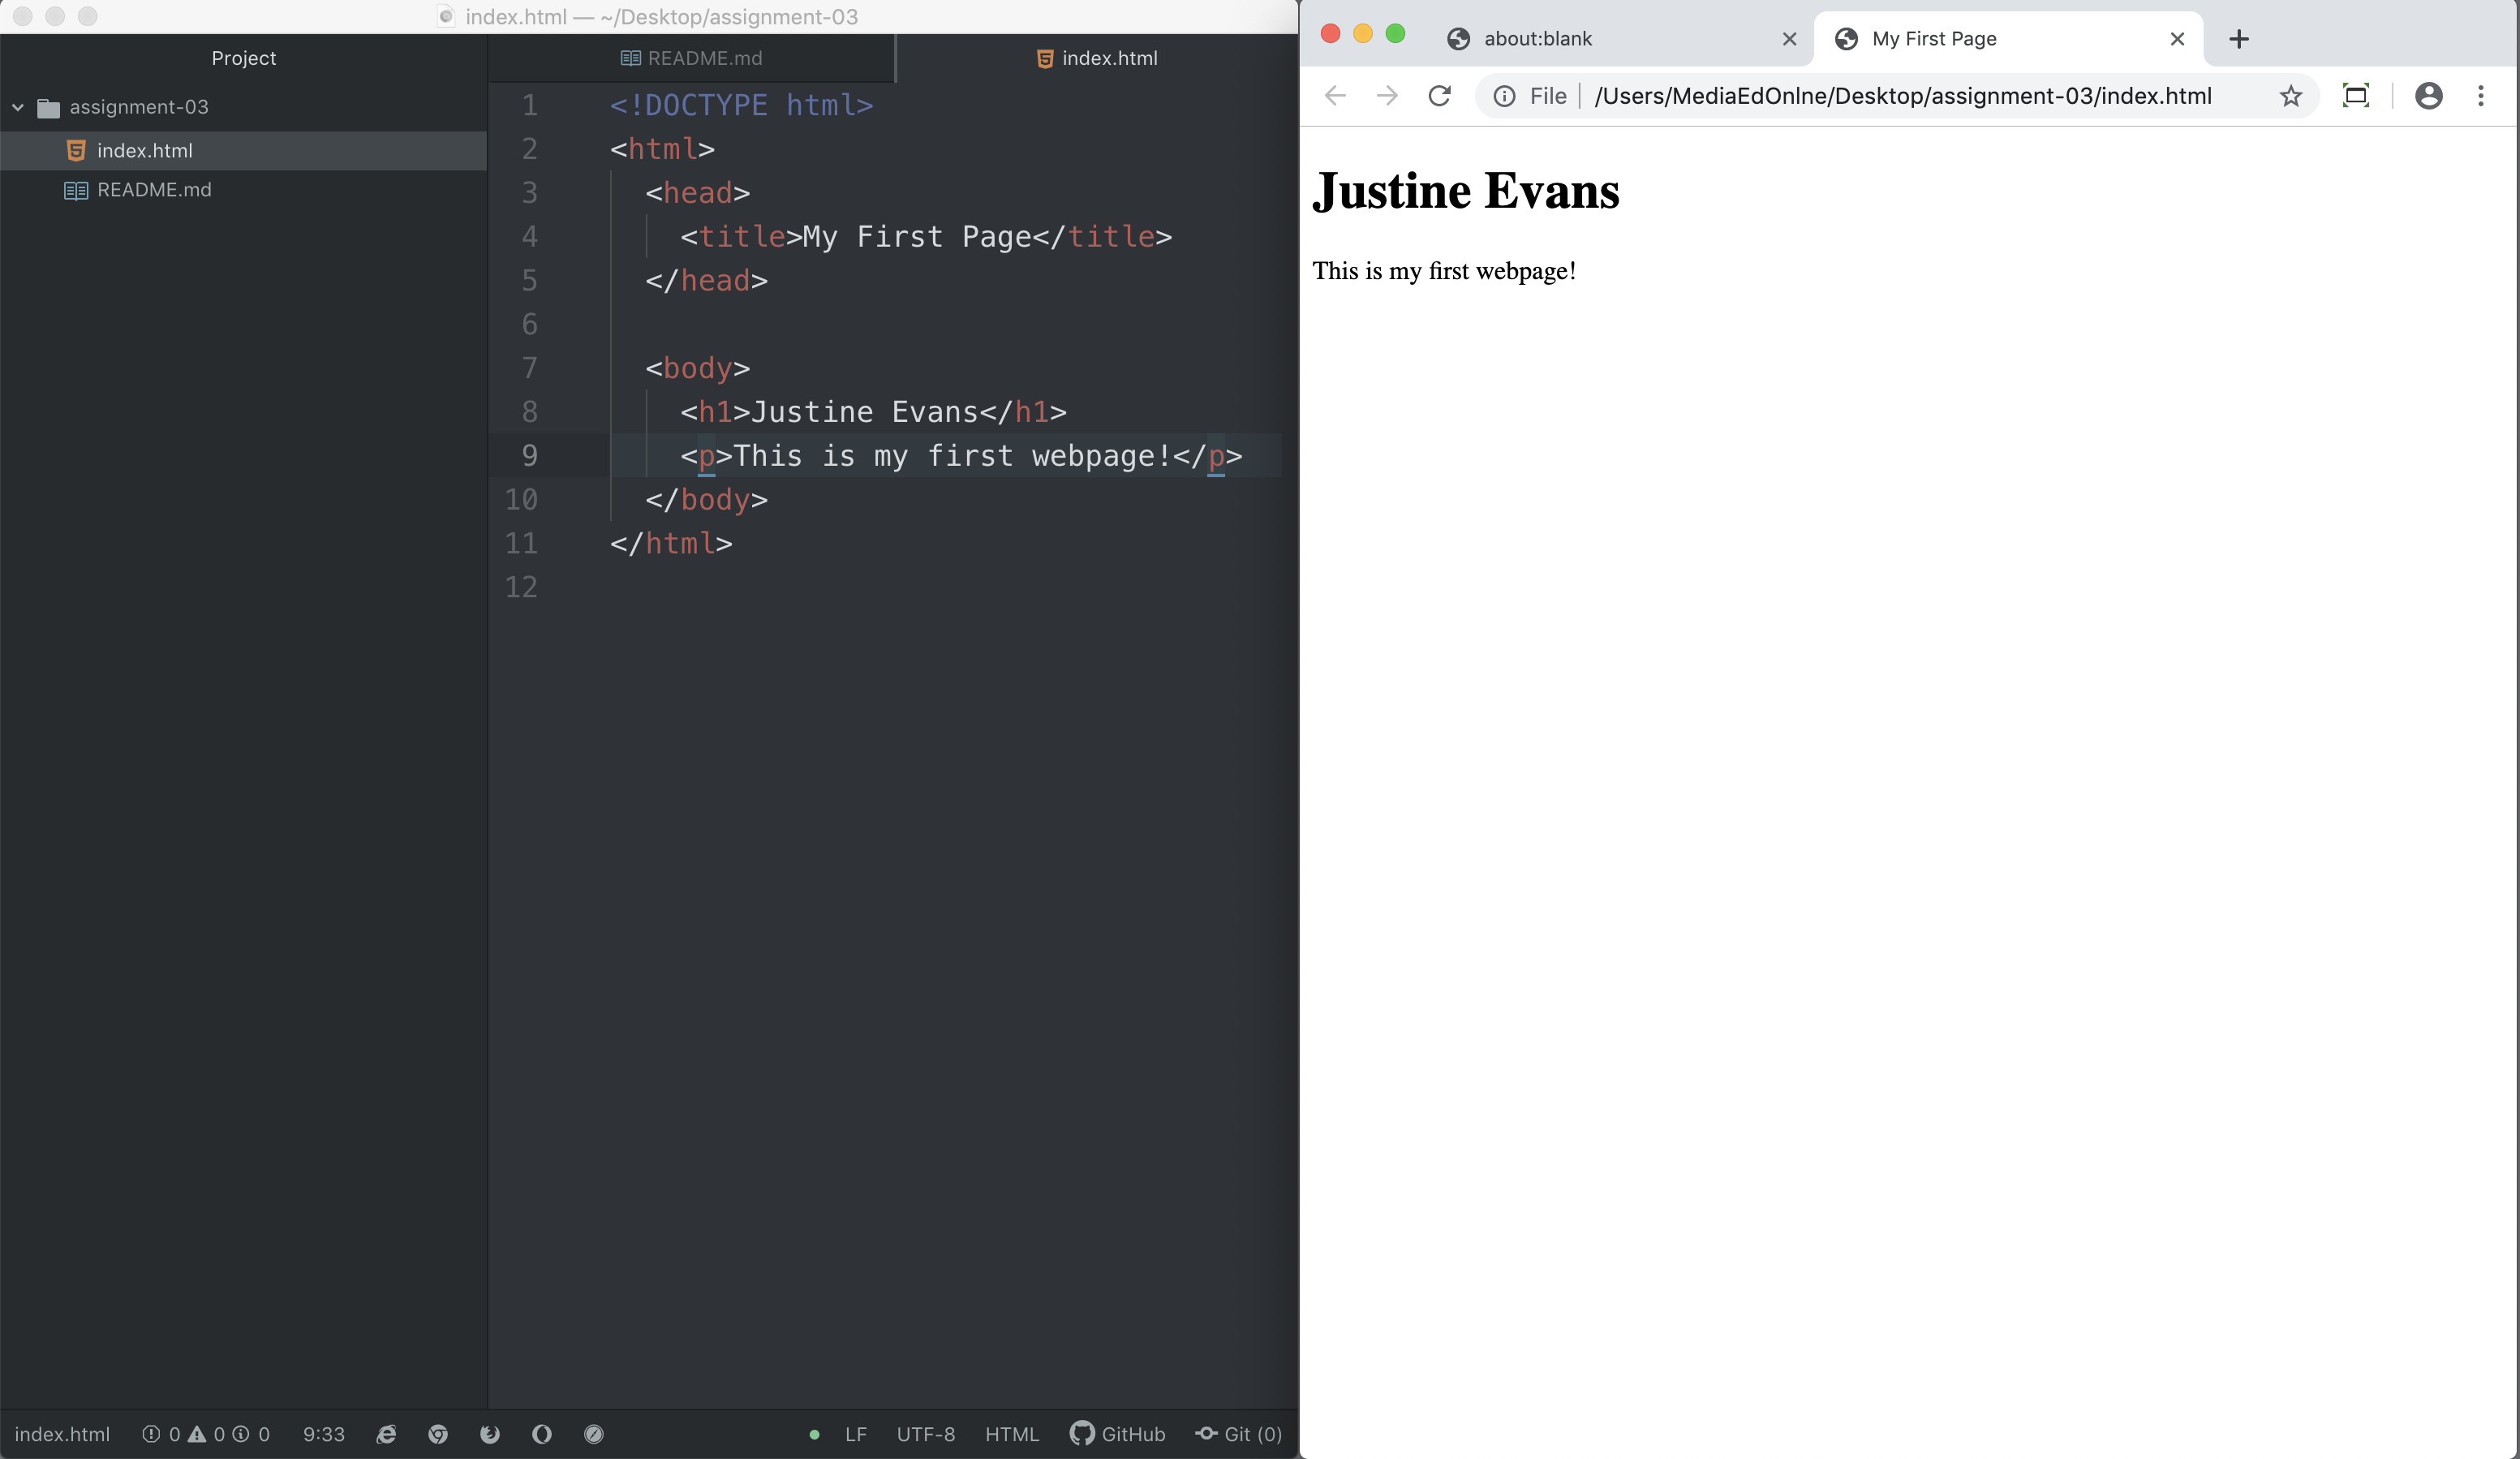 index.html — ~/Desktop/assignment-03
Project
assignment-03
index.html
README.md
README.md
index.html
1 <!DOCTYPE html>
2 <html>
3 <head>
4 <title>My First Page</title>
5 </head>
6
7 <body>
8 <h1>Justine Evans</h1>
9 <p>This is my first webpage!</p>
10 </body>
11 </html>
12
index.html 0 0 0 9:33 LF UTF-8 HTML GitHub Git (0)
about:blank My First Page
File /Users/MediaEdOnlne/Desktop/assignment-03/index.html
Justine Evans
This is my first webpage!